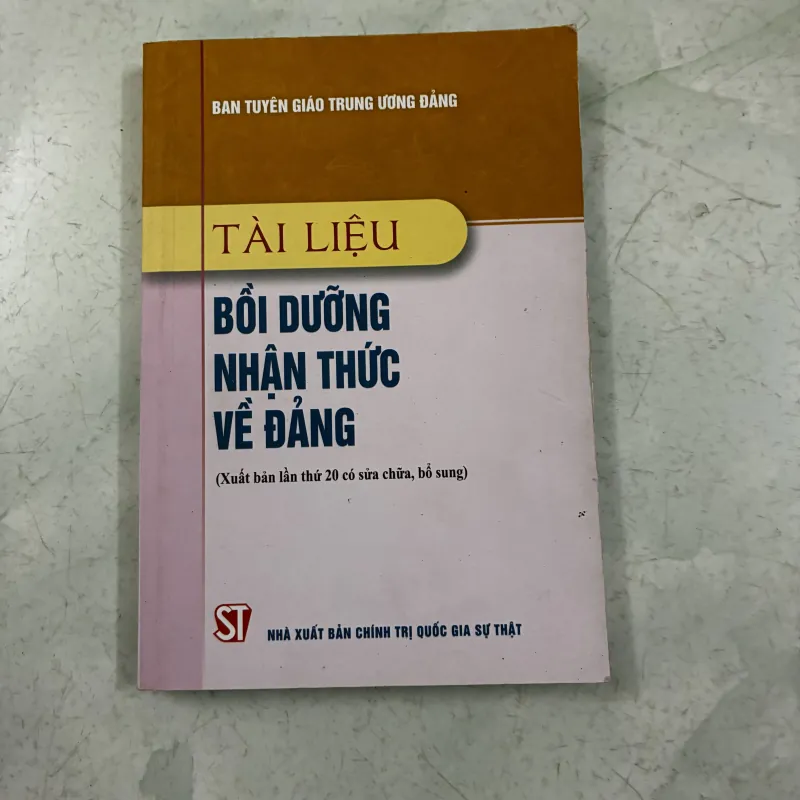 BAN TUYÊN GIÁO TRUNG ƯƠNG ĐẢNG
TÀI LIỆU
BỒI DƯỠNG
NHẬN THỨC
VỀ ĐẢNG
(Xuất bản lần thứ 20 có sửa chữa, bổ sung)
ST
NHÀ XUẤT BẢN CHÍNH TRỊ QUỐC GIA SỰ THẬT